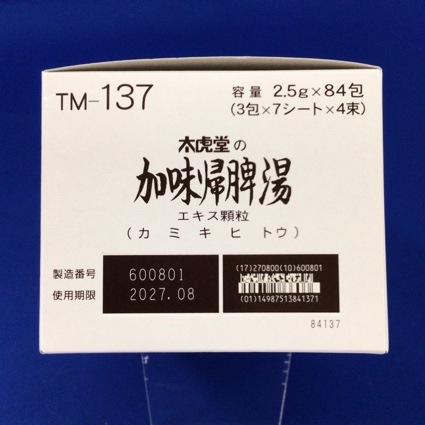 TM-137
容量 2.5g×84包
(3包×7シート×4束)
太虎堂の
加味帰脾湯
エキス顆粒
(カミキヒトウ)
製造番号 600801
使用期限 2027.08
(17)270800(10)600801
(01)14987513841371
84137